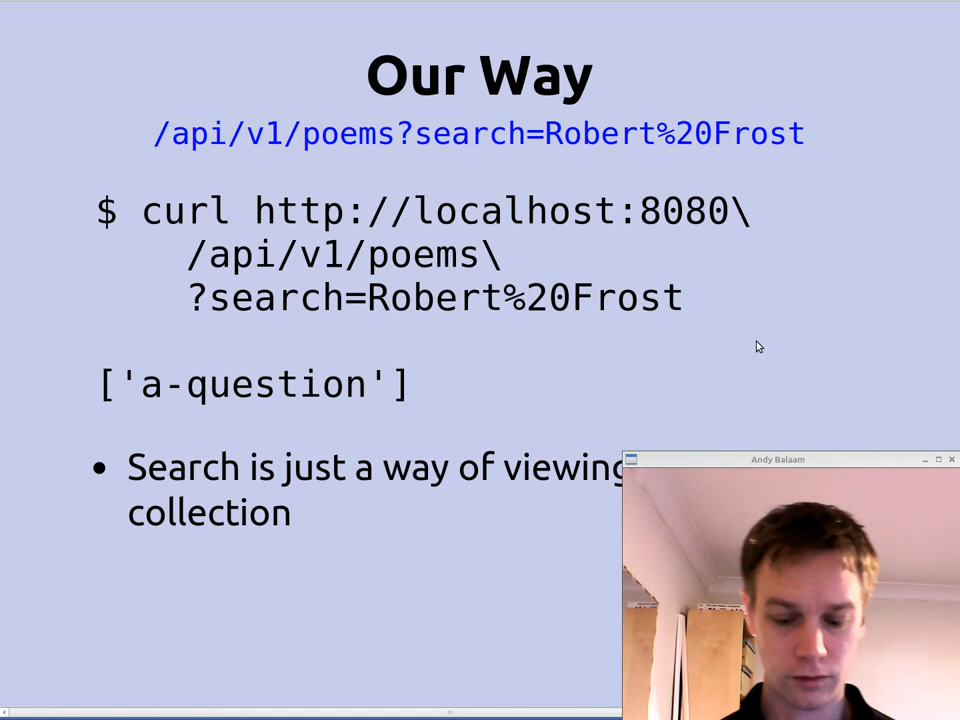 Our Way
/api/v1/poems?search=Robert%20Frost
$ curl http://localhost:8080\
/api/v1/poems\
?search=Robert%20Frost
['a-question']
• Search is just a way of viewing
collection
Andy Balaam